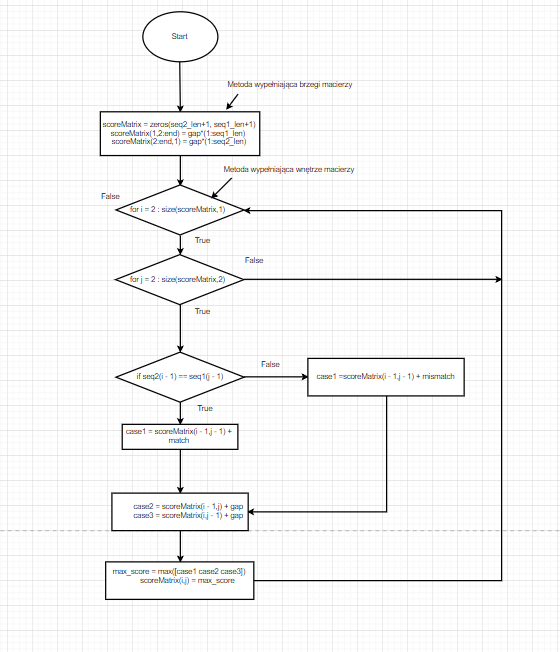 Start
Metoda wypełniająca brzegi macierzy
scoreMatrix = zeros(seq2_len+1, seq1_len+1)
scoreMatrix(1,2:end) = gap*(1:seq1_len)
scoreMatrix(2:end,1) = gap*(1:seq2_len)
Metoda wypełniająca wnętrze macierzy
False
for i = 2 : size(scoreMatrix,1)
True
False
for j = 2 : size(scoreMatrix,2)
True
False
if seq2(i - 1) == seq1(j - 1)
case1 =scoreMatrix(i - 1,j - 1) + mismatch
True
case1 = scoreMatrix(i - 1,j - 1) +
match
case2 = scoreMatrix(i - 1,j) + gap
case3 = scoreMatrix(i,j - 1) + gap
max_score = max([case1 case2 case3])
scoreMatrix(i,j) = max_score